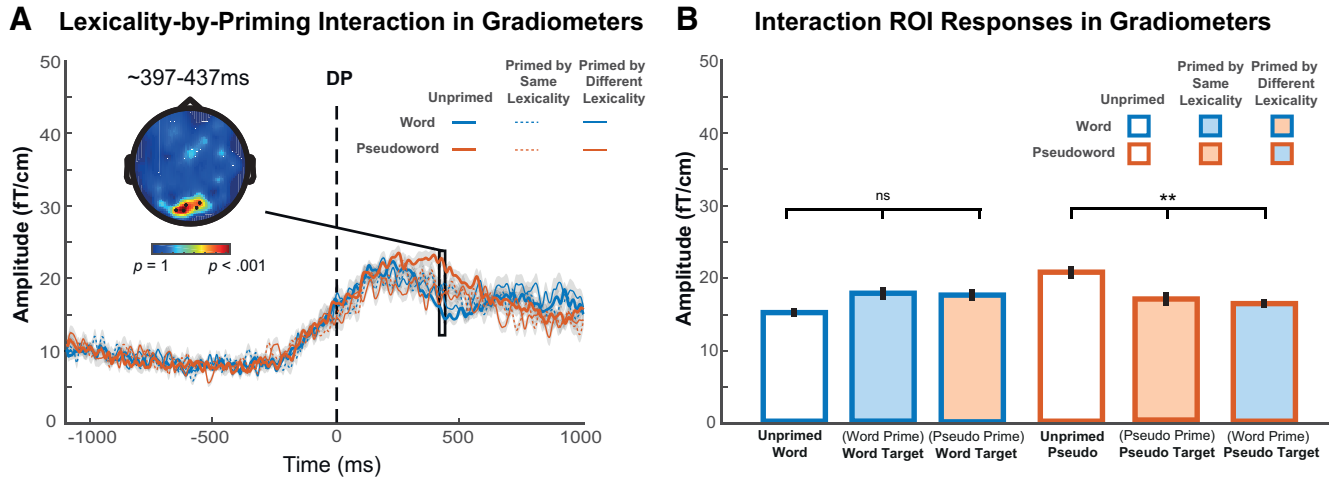 A Lexicality-by-Priming Interaction in Gradiometers
~397-437ms
DP
Primed by Same Lexicality
Primed by Different Lexicality
Unprimed
Word
Pseudoword
p = 1
p < .001
Amplitude (fT/cm)
50
40
30
20
10
0
-1000
-500
0
500
1000
Time (ms)
B Interaction ROI Responses in Gradiometers
Primed by Same Lexicality
Primed by Different Lexicality
Unprimed
Word
Pseudoword
ns
**
Amplitude (fT/cm)
50
40
30
20
10
0
Unprimed Word
(Word Prime) Word Target
(Pseudo Prime) Word Target
Unprimed Pseudo
(Pseudo Prime) Pseudo Target
(Word Prime) Pseudo Target